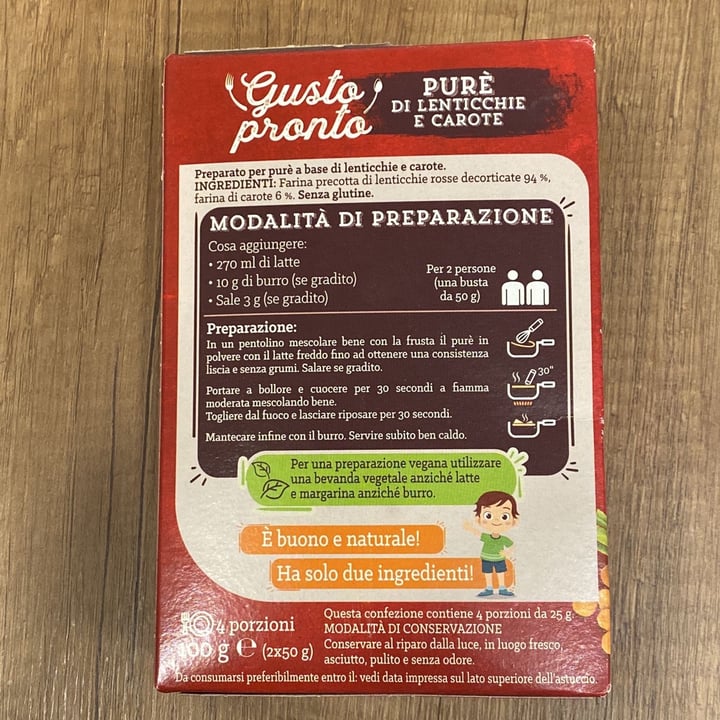 Gusto
pronto
PURÈ
DI LENTICCHIE
E CAROTE
Preparato per purè a base di lenticchie e carote.
INGREDIENTI: Farina precotta di lenticchie rosse decorticate 94 %,
farina di carote 6 %. Senza glutine.
MODALITÀ DI PREPARAZIONE
Cosa aggiungere:
• 270 ml di latte
• 10 g di burro (se gradito)
• Sale 3 g (se gradito)
Per 2 persone
(una busta
da 50 g)
Preparazione:
In un pentolino mescolare bene con la frusta il purè in
polvere con il latte freddo fino ad ottenere una consistenza
liscia e senza grumi. Salare se gradito.
30"
Portare a bollore e cuocere per 30 secondi a fiamma
moderata mescolando bene.
Togliere dal fuoco e lasciare riposare per 30 secondi.
Mantecare infine con il burro. Servire subito ben caldo.
Per una preparazione vegana utilizzare
una bevanda vegetale anziché latte
e margarina anziché burro.
È buono e naturale!
Ha solo due ingredienti!
4 porzioni
100 g e (2x50 g)
Questa confezione contiene 4 porzioni da 25 g.
MODALITÀ DI CONSERVAZIONE
Conservare al riparo dalla luce, in luogo fresco,
asciutto, pulito e senza odore.
Da consumarsi preferibilmente entro il: vedi data impressa sul lato superiore dell'astuccio.